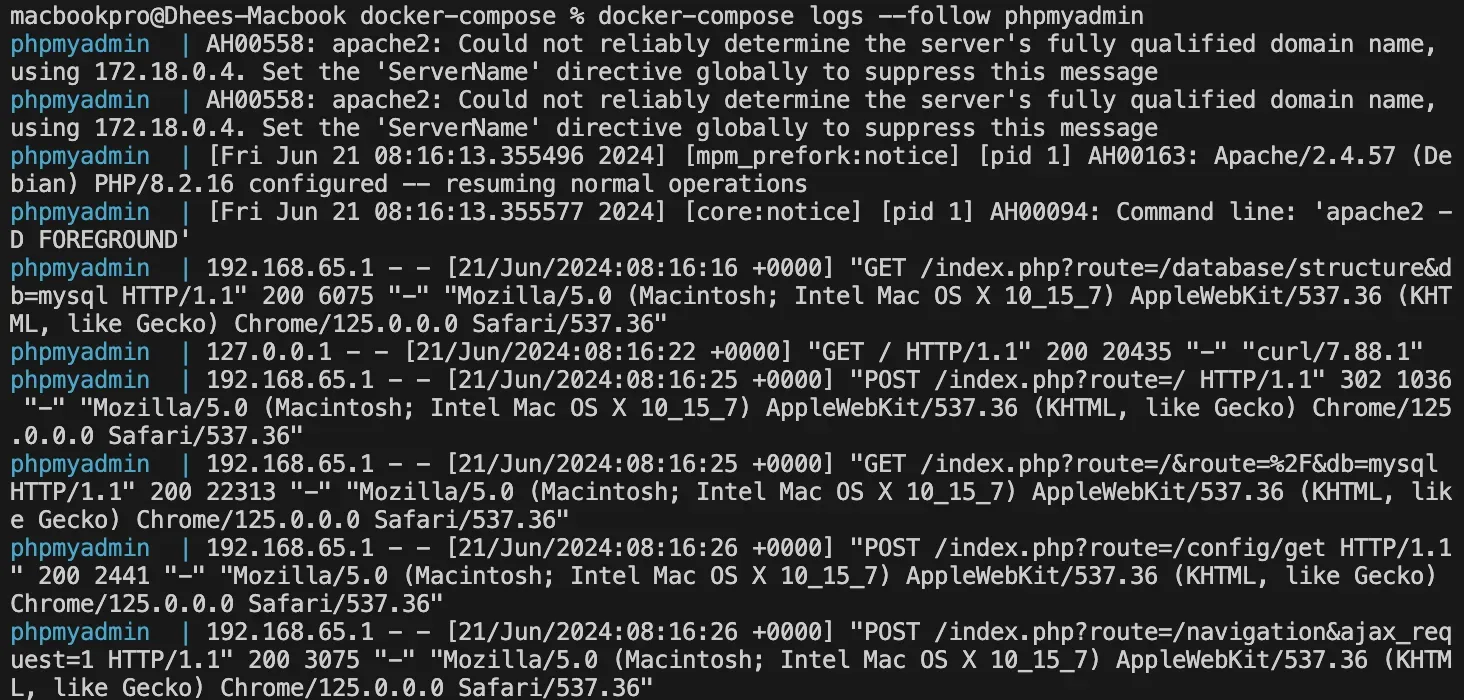 macbookpro@Dhees-Macbook docker-compose % docker-compose logs --follow phpmyadmin
phpmyadmin  | AH00558: apache2: Could not reliably determine the server's fully qualified domain name,
using 172.18.0.4. Set the 'ServerName' directive globally to suppress this message
phpmyadmin  | AH00558: apache2: Could not reliably determine the server's fully qualified domain name,
using 172.18.0.4. Set the 'ServerName' directive globally to suppress this message
phpmyadmin  | [Fri Jun 21 08:16:13.355496 2024] [mpm_prefork:notice] [pid 1] AH00163: Apache/2.4.57 (De
bian) PHP/8.2.16 configured -- resuming normal operations
phpmyadmin  | [Fri Jun 21 08:16:13.355577 2024] [core:notice] [pid 1] AH00094: Command line: 'apache2 -
D FOREGROUND'
phpmyadmin  | 192.168.65.1 - - [21/Jun/2024:08:16:16 +0000] "GET /index.php?route=/database/structure&d
b=mysql HTTP/1.1" 200 6075 "-" "Mozilla/5.0 (Macintosh; Intel Mac OS X 10_15_7) AppleWebKit/537.36 (KHT
ML, like Gecko) Chrome/125.0.0.0 Safari/537.36"
phpmyadmin  | 127.0.0.1 - - [21/Jun/2024:08:16:22 +0000] "GET / HTTP/1.1" 200 20435 "-" "curl/7.88.1"
phpmyadmin  | 192.168.65.1 - - [21/Jun/2024:08:16:25 +0000] "POST /index.php?route=/ HTTP/1.1" 302 1036
 "-" "Mozilla/5.0 (Macintosh; Intel Mac OS X 10_15_7) AppleWebKit/537.36 (KHTML, like Gecko) Chrome/125
.0.0.0 Safari/537.36"
phpmyadmin  | 192.168.65.1 - - [21/Jun/2024:08:16:25 +0000] "GET /index.php?route=/&route=%2F&db=mysql
HTTP/1.1" 200 22313 "-" "Mozilla/5.0 (Macintosh; Intel Mac OS X 10_15_7) AppleWebKit/537.36 (KHTML, lik
e Gecko) Chrome/125.0.0.0 Safari/537.36"
phpmyadmin  | 192.168.65.1 - - [21/Jun/2024:08:16:26 +0000] "POST /index.php?route=/config/get HTTP/1.1
" 200 2441 "-" "Mozilla/5.0 (Macintosh; Intel Mac OS X 10_15_7) AppleWebKit/537.36 (KHTML, like Gecko)
Chrome/125.0.0.0 Safari/537.36"
phpmyadmin  | 192.168.65.1 - - [21/Jun/2024:08:16:26 +0000] "POST /index.php?route=/navigation&ajax_req
uest=1 HTTP/1.1" 200 3075 "-" "Mozilla/5.0 (Macintosh; Intel Mac OS X 10_15_7) AppleWebKit/537.36 (KHTM
L, like Gecko) Chrome/125.0.0.0 Safari/537.36"